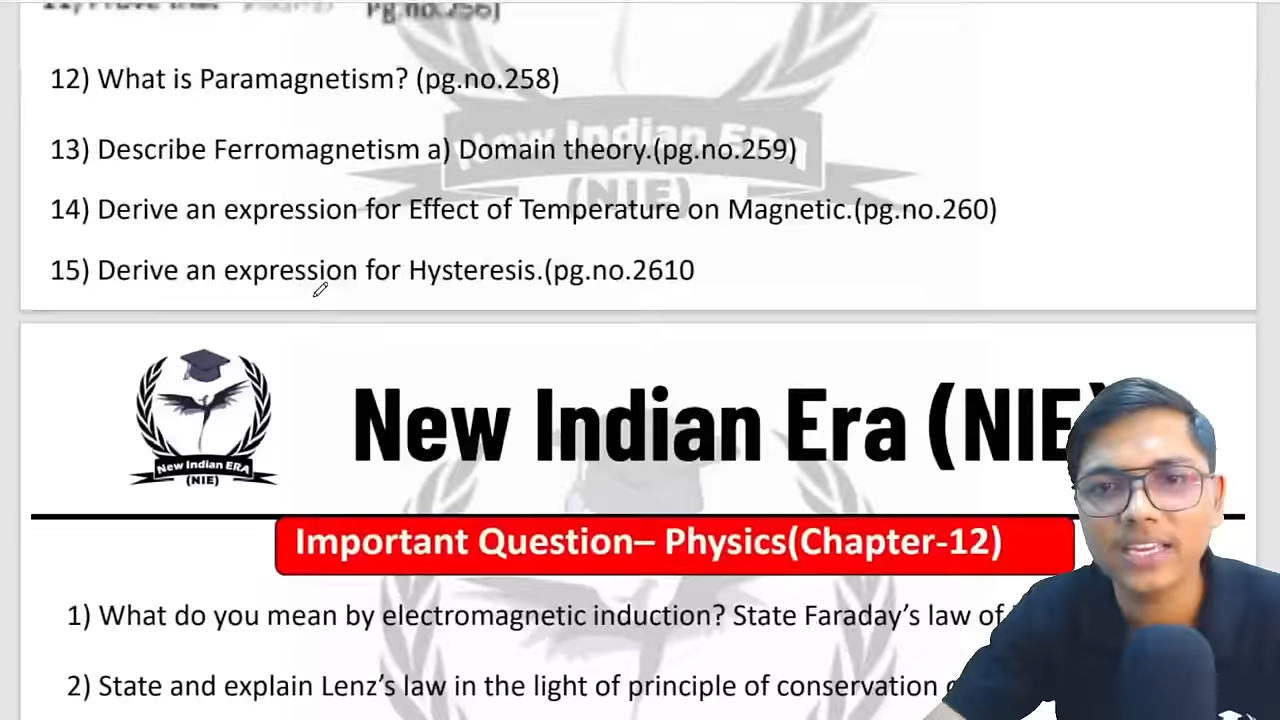 Pg.no.256)
12) What is Paramagnetism? (pg.no.258)
13) Describe Ferromagnetism a) Domain theory.(pg.no.259)
14) Derive an expression for Effect of Temperature on Magnetic.(pg.no.260)
15) Derive an expression for Hysteresis.(pg.no.2610
New Indian Era (NIE)
New Indian ERA
(NIE)
Important Question– Physics(Chapter-12)
1) What do you mean by electromagnetic induction? State Faraday's law of
2) State and explain Lenz's law in the light of principle of conservation